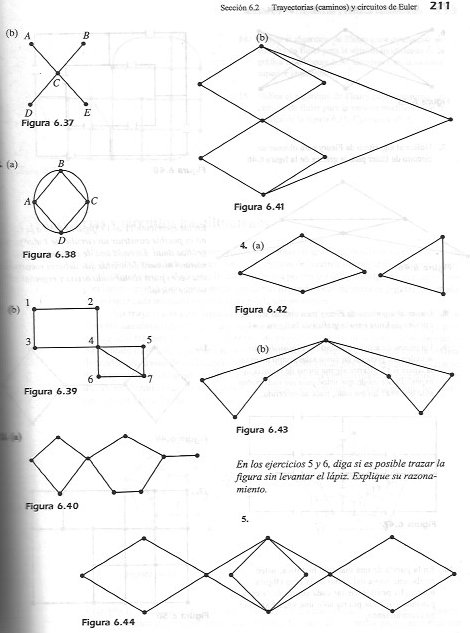 Sección 6.2 Trayectorias (caminos) y circuitos de Euler 211
(b)
A B
C
D E
Figura 6.37
(a)
B
A C
D
Figura 6.38
(b)
1 2
3 4 5
6 7
Figura 6.39
(a)
Figura 6.40
(b)
Figura 6.41
4. (a)
Figura 6.42
(b)
Figura 6.43
En los ejercicios 5 y 6, diga si es posible trazar la
figura sin levantar el lápiz. Explique su razona-
miento.
5.
Figura 6.44